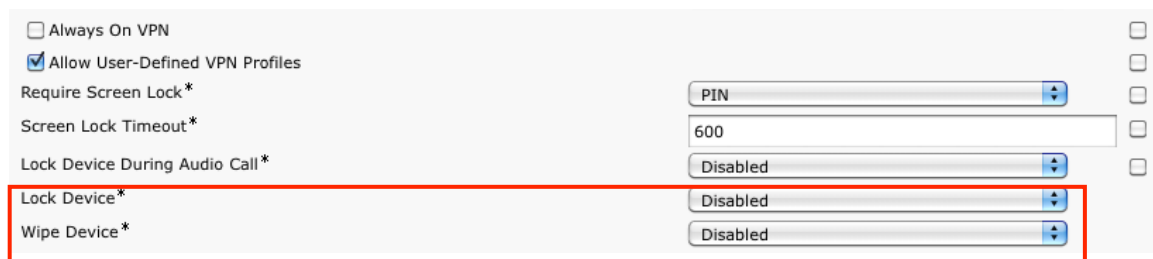 Always On VPN
Allow User-Defined VPN Profiles
Require Screen Lock* PIN
Screen Lock Timeout* 600
Lock Device During Audio Call* Disabled
Lock Device* Disabled
Wipe Device* Disabled